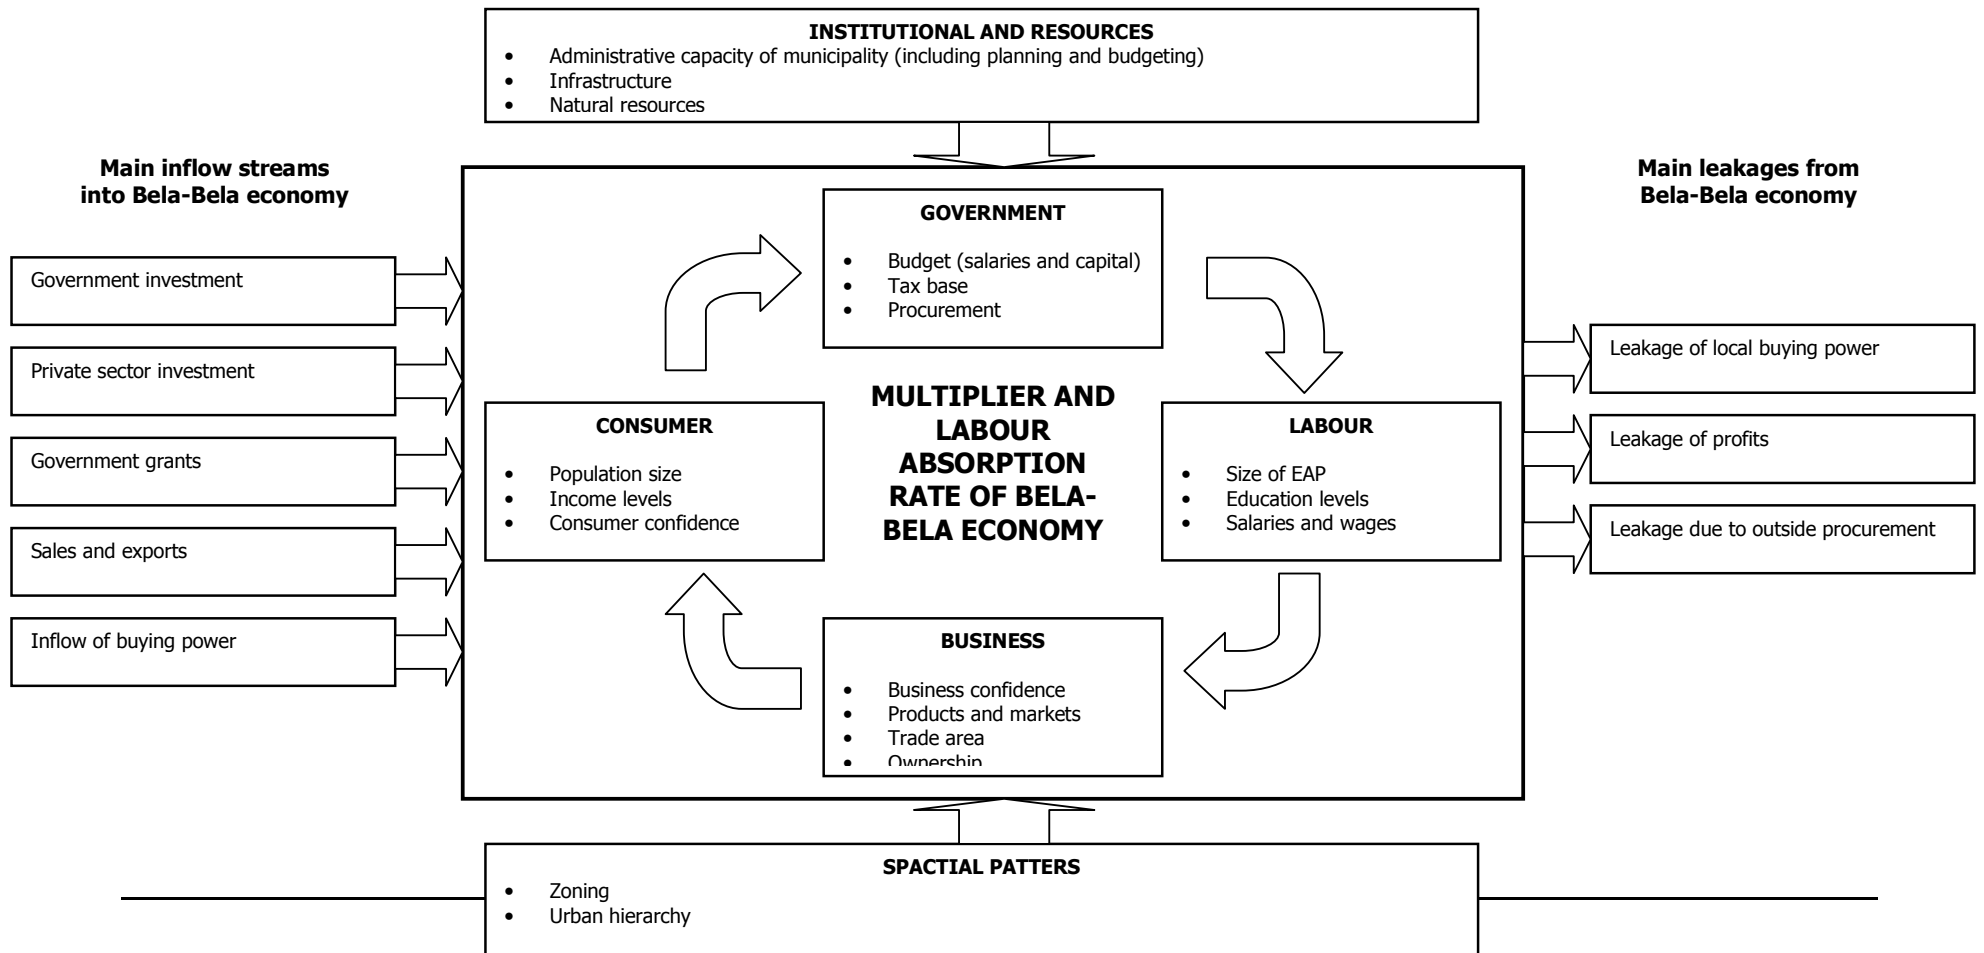 INSTITUTIONAL AND RESOURCES
• Administrative capacity of municipality (including planning and budgeting)
• Infrastructure
• Natural resources
Main inflow streams
into Bela-Bela economy
Government investment
Private sector investment
Government grants
Sales and exports
Inflow of buying power
GOVERNMENT
• Budget (salaries and capital)
• Tax base
• Procurement
CONSUMER
• Population size
• Income levels
• Consumer confidence
MULTIPLIER AND
LABOUR
ABSORPTION
RATE OF BELA-
BELA ECONOMY
LABOUR
• Size of EAP
• Education levels
• Salaries and wages
BUSINESS
• Business confidence
• Products and markets
• Trade area
• Ownership
Main leakages from
Bela-Bela economy
Leakage of local buying power
Leakage of profits
Leakage due to outside procurement
SPACTIAL PATTERS
• Zoning
• Urban hierarchy